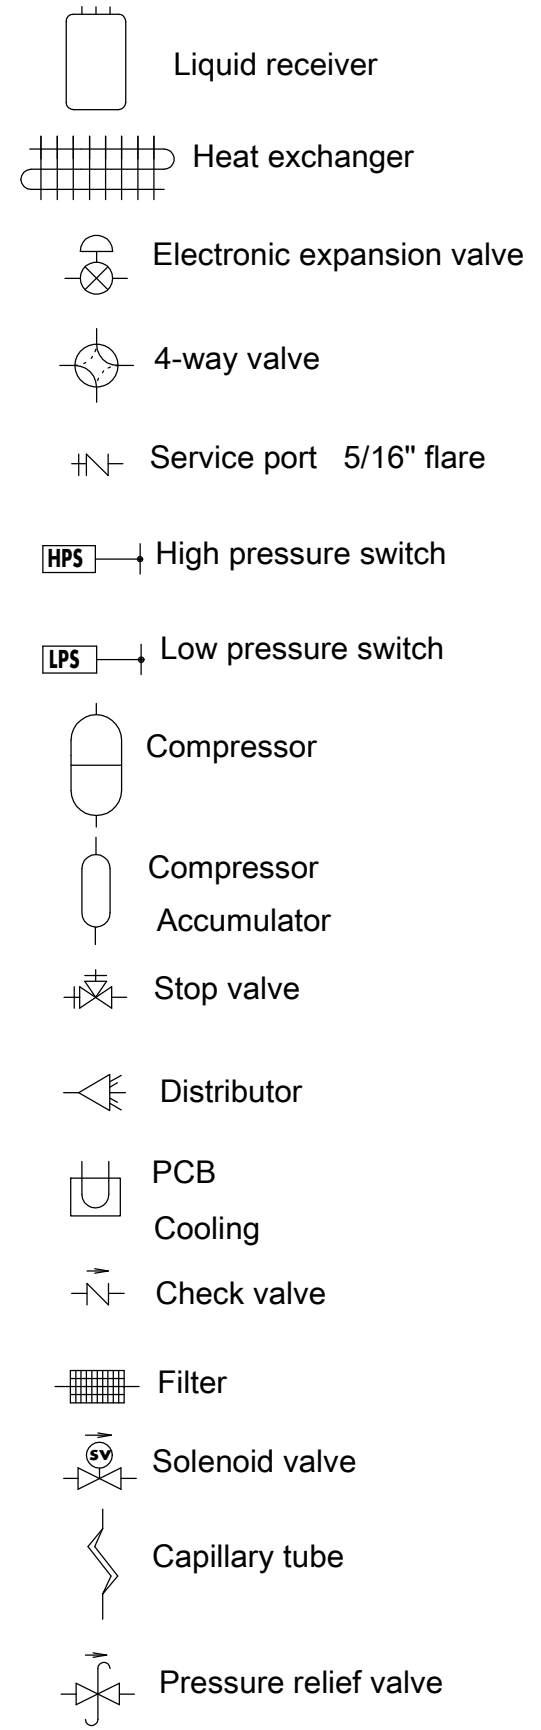 Liquid receiver
Heat exchanger
Electronic expansion valve
4-way valve
Service port 5/16" flare
HPS High pressure switch
LPS Low pressure switch
Compressor
Compressor
Accumulator
Stop valve
Distributor
PCB
Cooling
Check valve
Filter
SV
Solenoid valve
Capillary tube
Pressure relief valve